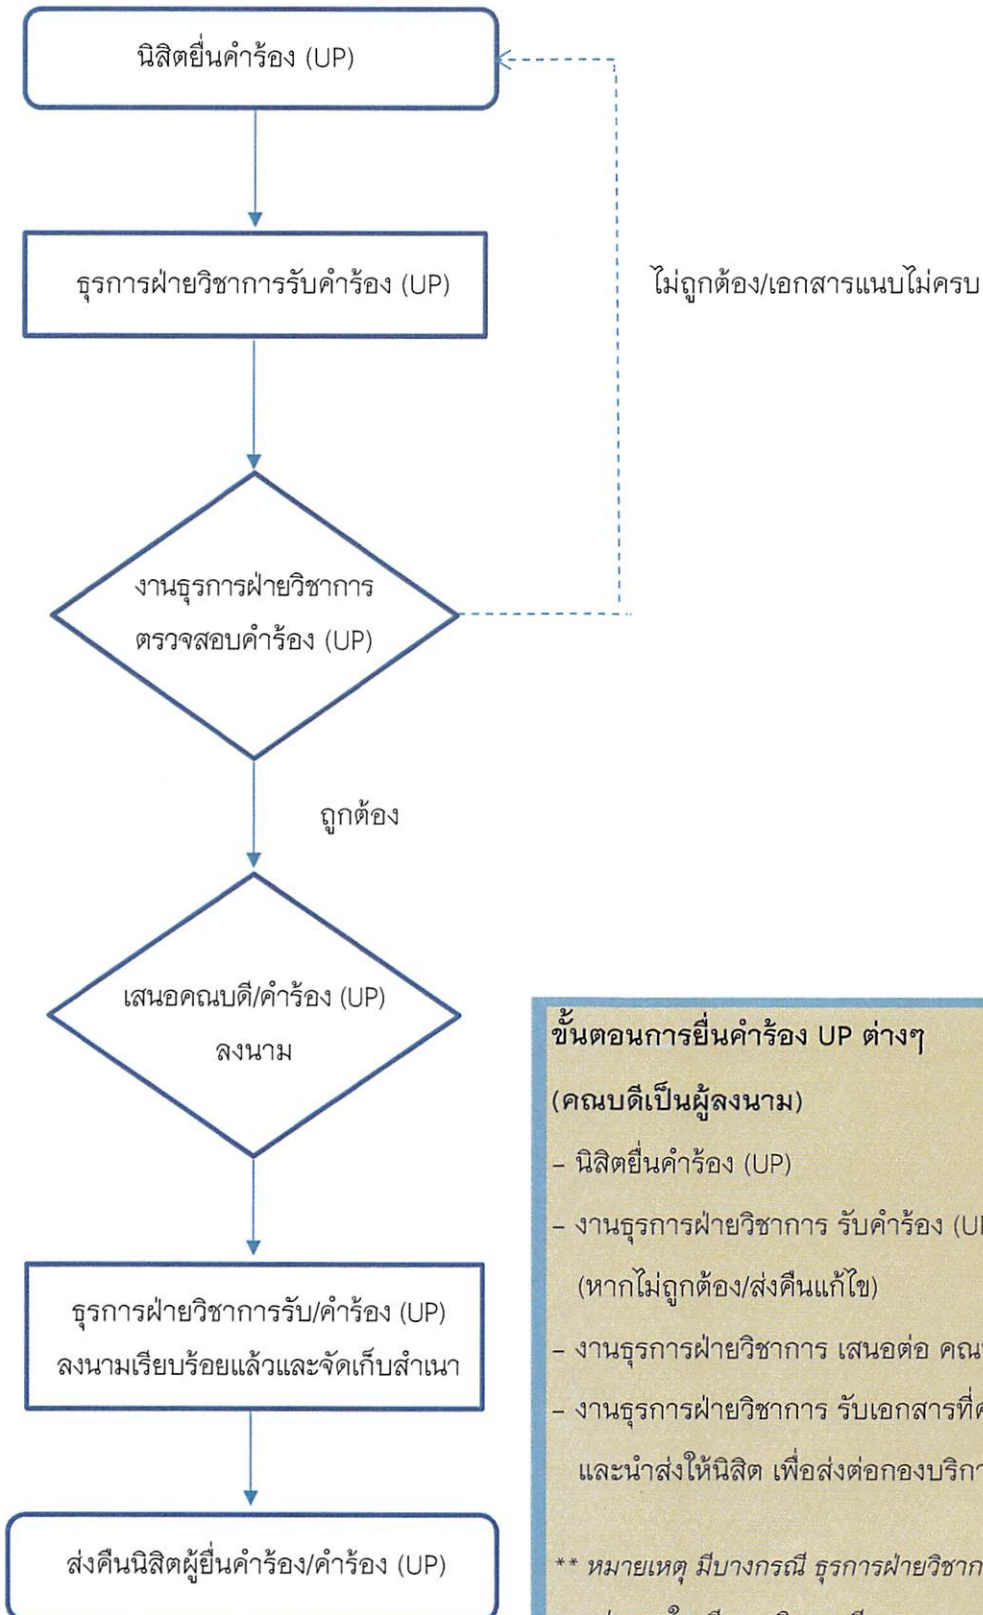 นิสิตยื่นคำร้อง (UP)
ธุรการฝ่ายวิชาการรับคำร้อง (UP)
ไม่ถูกต้อง/เอกสารแนบไม่ครบ
งานธุรการฝ่ายวิชาการ
ตรวจสอบคำร้อง (UP)
ถูกต้อง
เสนอคณบดี/คำร้อง (UP)
ลงนาม
ธุรการฝ่ายวิชาการรับ/คำร้อง (UP)
ลงนามเรียบร้อยแล้วและจัดเก็บสำเนา
ส่งคืนนิสิตผู้ยื่นคำร้อง/คำร้อง (UP)
ขั้นตอนการยื่นคำร้อง UP ต่างๆ
(คณบดีเป็นผู้ลงนาม)
– นิสิตยื่นคำร้อง (UP)
– งานธุรการฝ่ายวิชาการ รับคำร้อง (U
(หากไม่ถูกต้อง/ส่งคืนแก้ไข)
– งานธุรการฝ่ายวิชาการ เสนอต่อ คณ
– งานธุรการฝ่ายวิชาการ รับเอกสารที่
และนำส่งให้นิสิต เพื่อส่งต่อกองบริกา
** หมายเหตุ มีบางกรณี ธุรการฝ่ายวิชาก